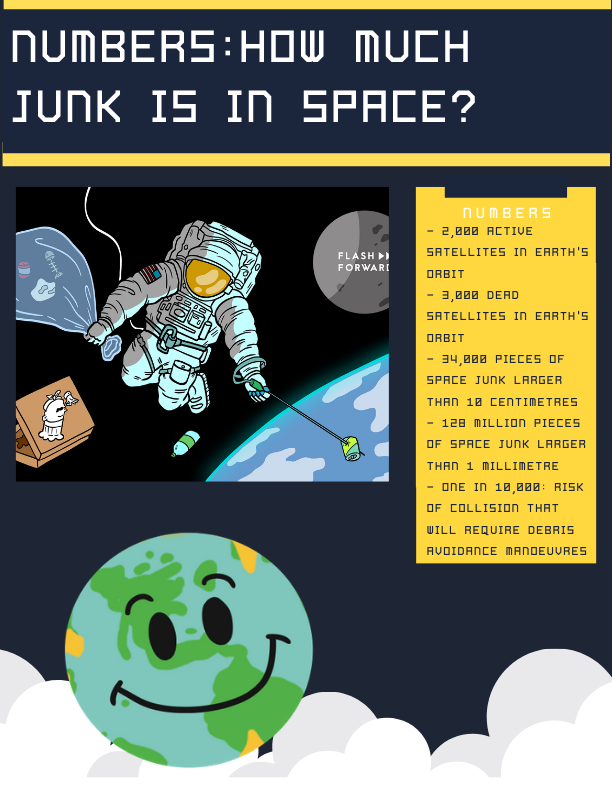 NUMBERS:HOW MUCH
JUNK IS IN SPACE?
FLASH
FORWARD
NUMBERS
- 2,000 ACTIVE
SATELLITES IN EARTH'S
ORBIT
- 3,000 DEAD
SATELLITES IN EARTH'S
ORBIT
- 34,000 PIECES OF
SPACE JUNK LARGER
THAN 10 CENTIMETRES
- 128 MILLION PIECES
OF SPACE JUNK LARGER
THAN 1 MILLIMETRE
- ONE IN 10,000: RISK
OF COLLISION THAT
WILL REQUIRE DEBRIS
AVOIDANCE MANOEUVRES